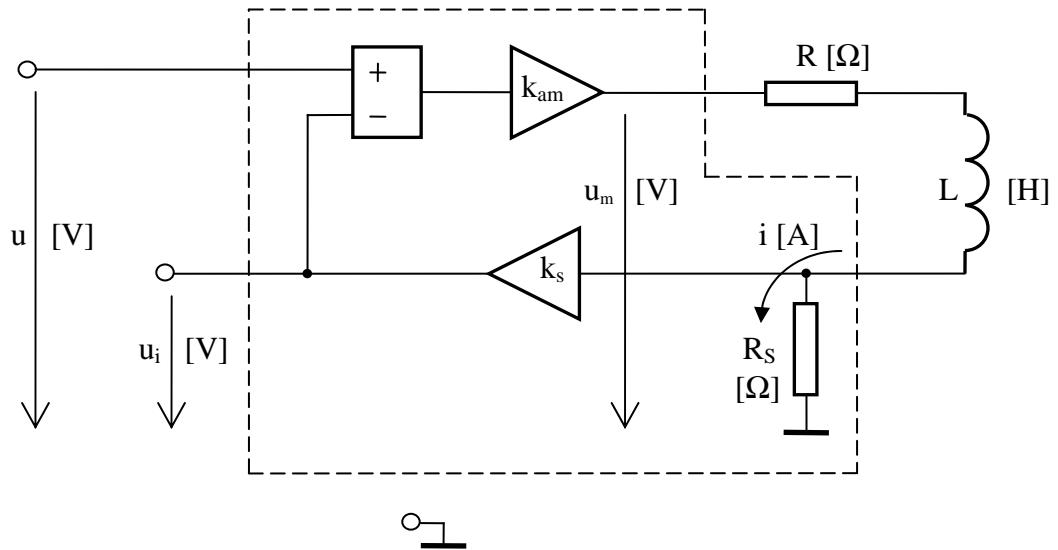 R [Ω]
+
−
k_am
u [V]
u_m [V]
L [H]
i [A]
k_s
u_i [V]
R_S
[Ω]